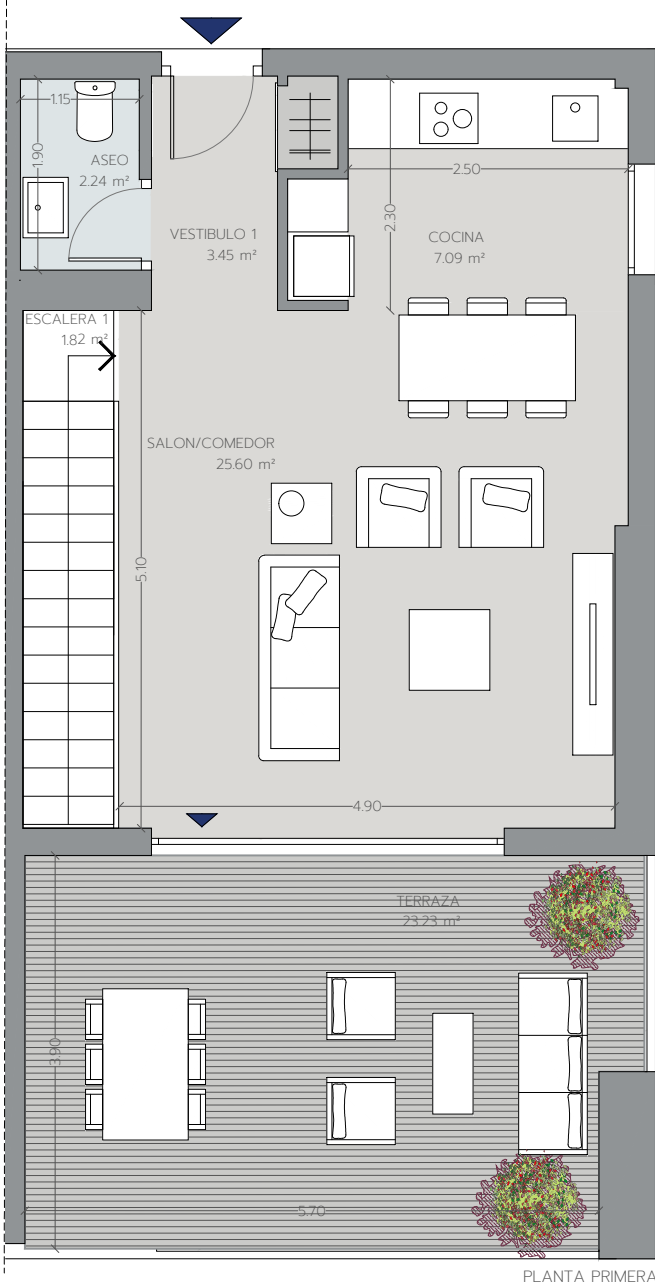 1.15
1.90
ASEO
2.24 m²
VESTIBULO 1
3.45 m²
2.50
2.30
COCINA
7.09 m²
ESCALERA 1
1.82 m²
SALON/COMEDOR
25.60 m²
5.10
4.90
TERRAZA
23.23 m²
3.90
5.70
PLANTA PRIMERA